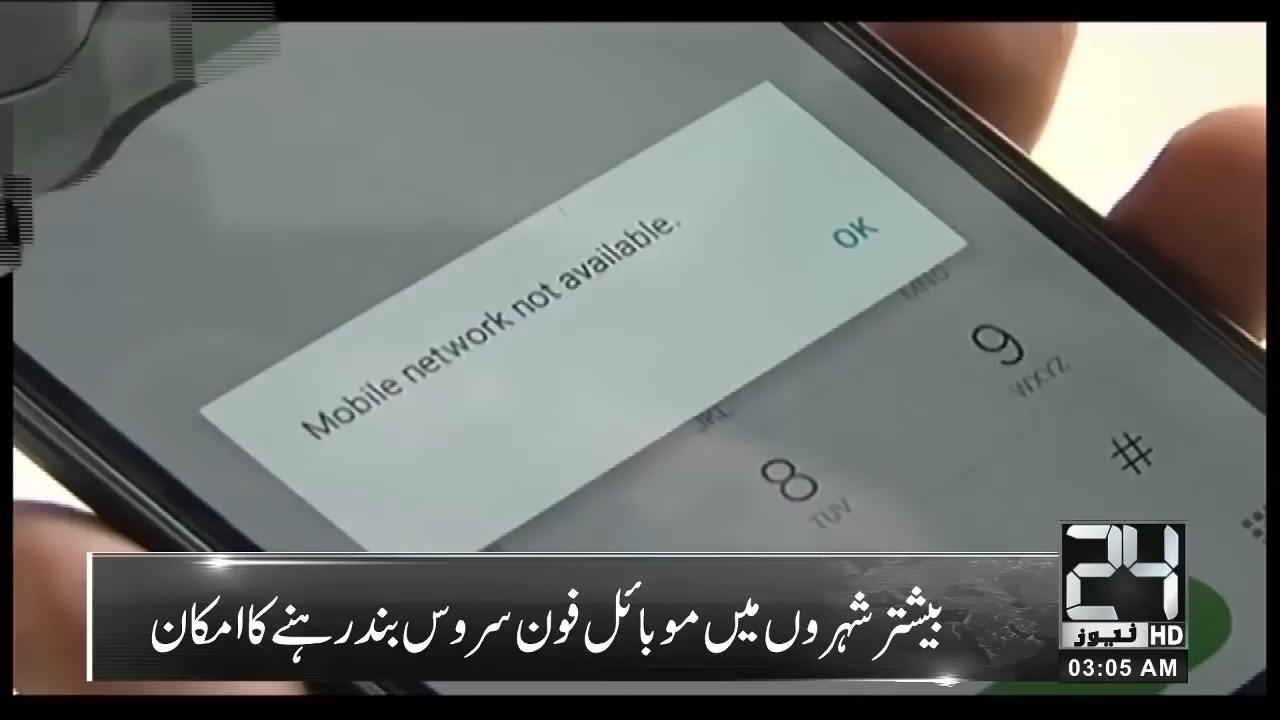 Mobile network not available.
OK
MNO
9
WXYZ
JKL
8
TUV
#
بیشتر شہروں میں موبائل فون سروس بند رہنے کا امکان
24
نیوز HD
03:05 AM